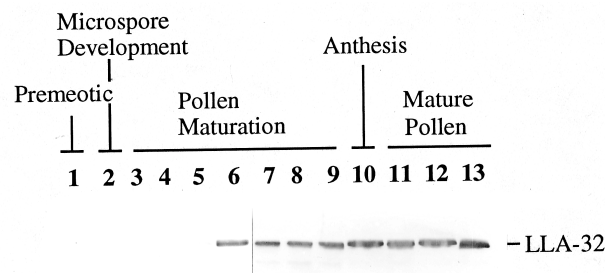 Microspore
Development
Anthesis
Premeotic
Pollen
Maturation
Mature
Pollen
1 2 3 4 5 6 7 8 9 10 11 12 13
LLA-32